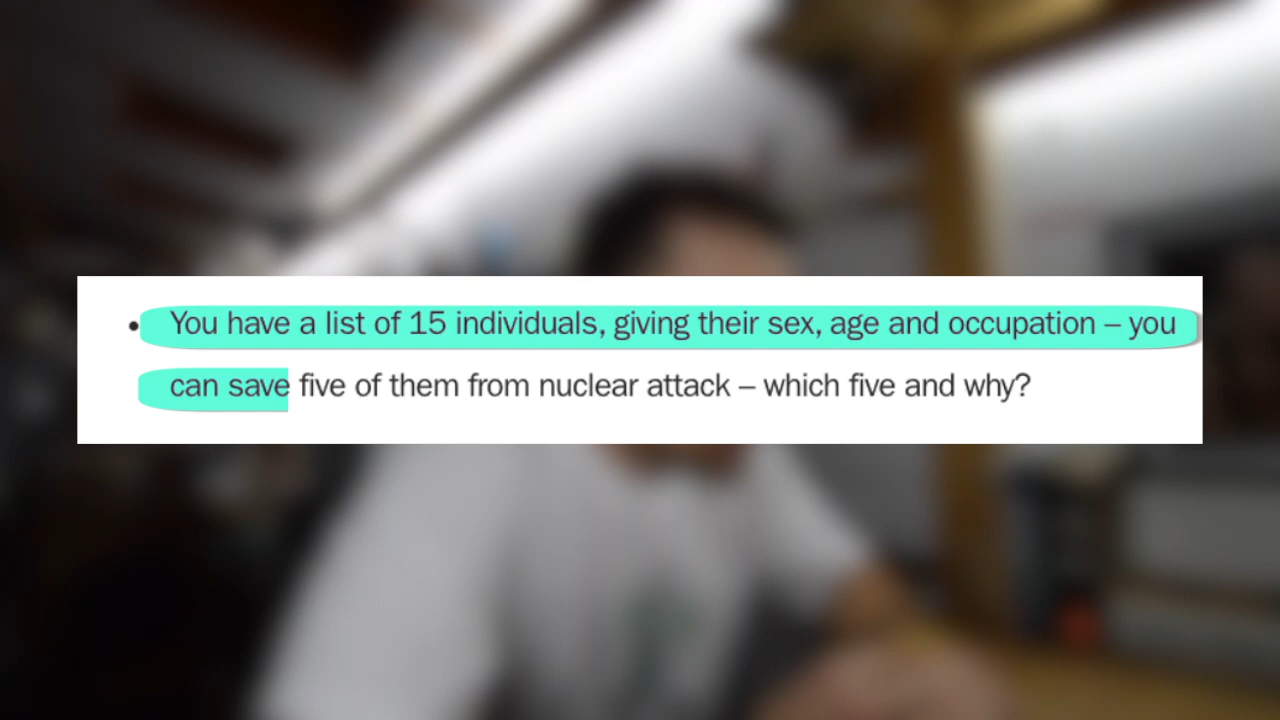 • You have a list of 15 individuals, giving their sex, age and occupation – you
can save five of them from nuclear attack – which five and why?